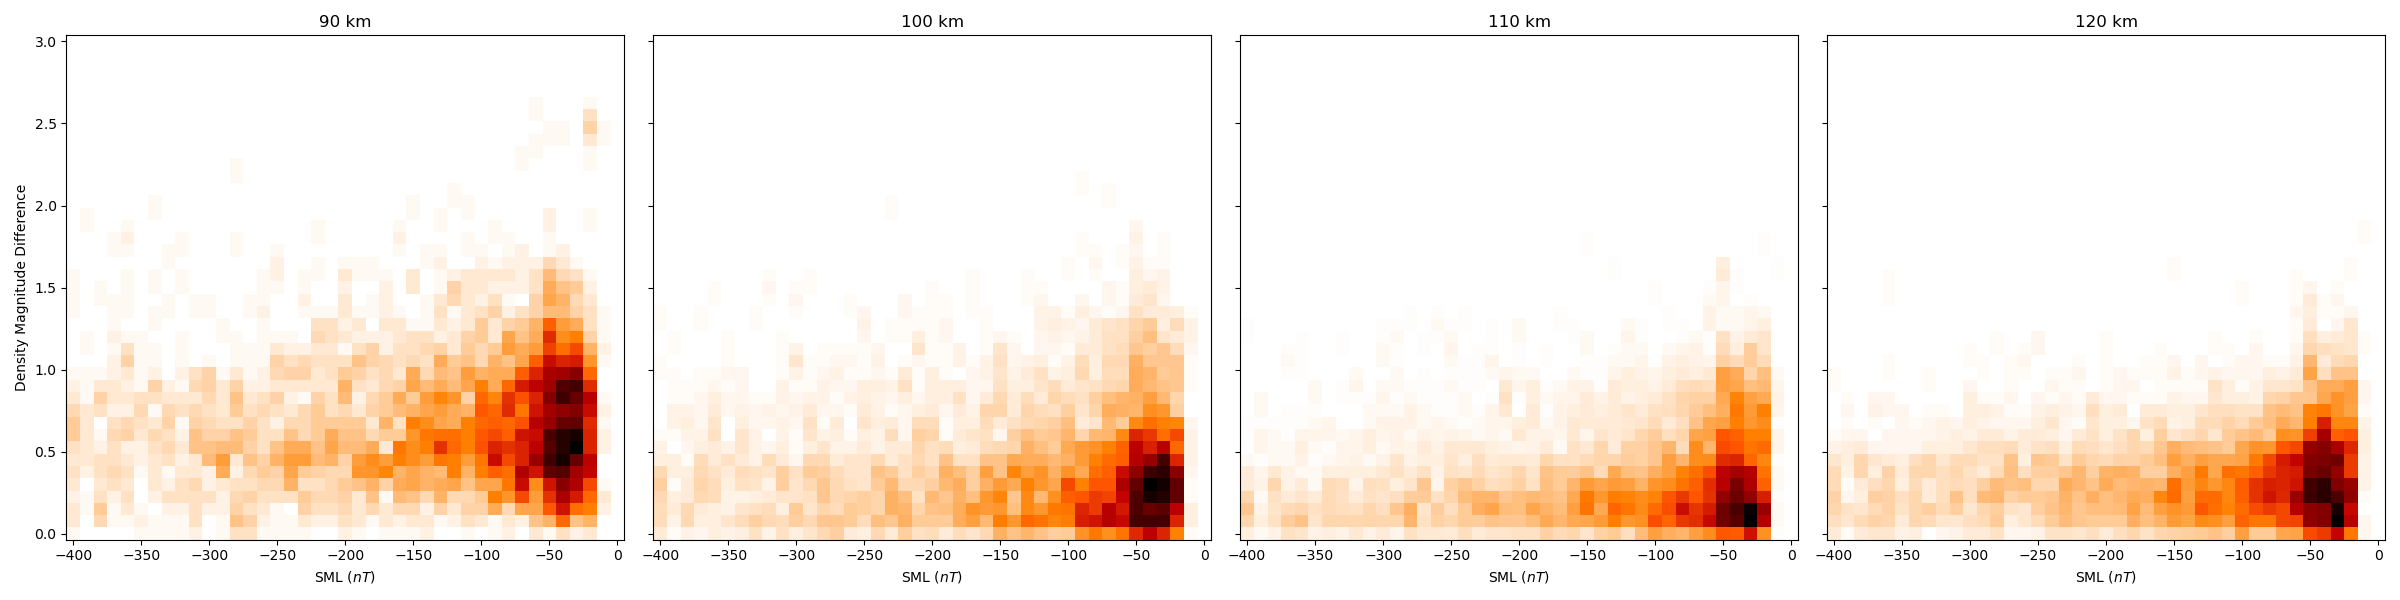 90 km
100 km
110 km
120 km
Density Magnitude Difference
3.0
2.5
2.0
1.5
1.0
0.5
0.0
−400 −350 −300 −250 −200 −150 −100 −50 0
−400 −350 −300 −250 −200 −150 −100 −50 0
−400 −350 −300 −250 −200 −150 −100 −50 0
−400 −350 −300 −250 −200 −150 −100 −50 0
SML (nT)
SML (nT)
SML (nT)
SML (nT)